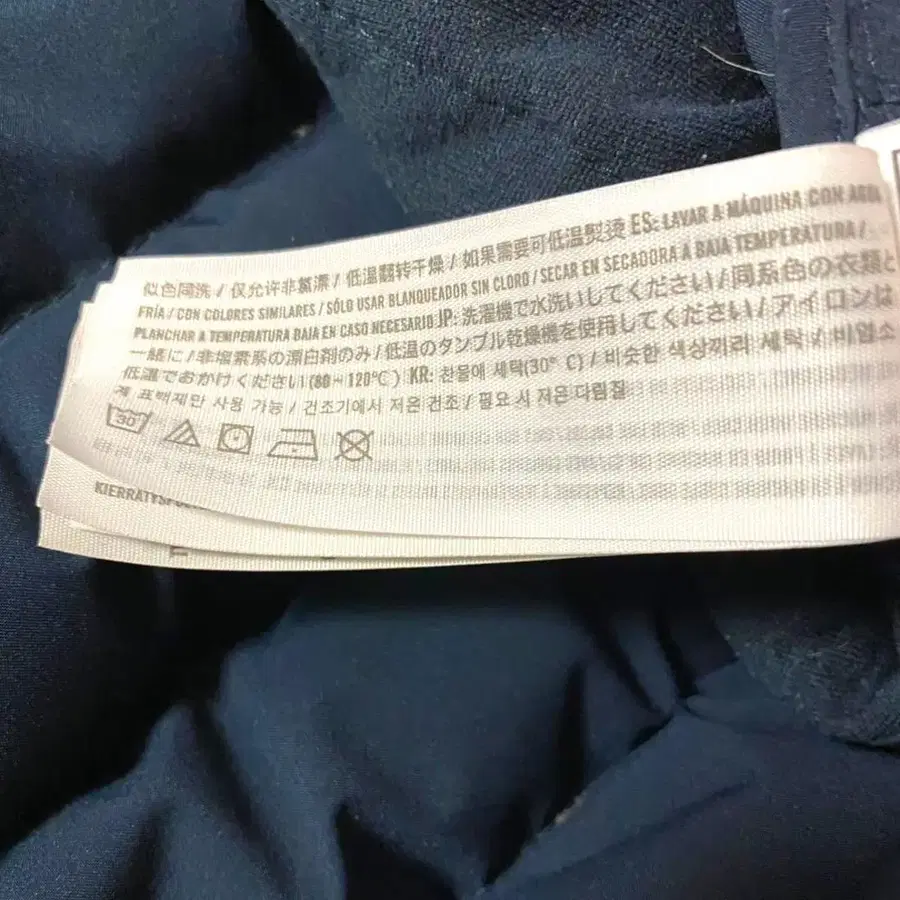 似色同洗 / 仅允许非氯漂 / 低温翻转干燥 / 如果需要可低温熨烫 ES: LAVAR A MÁQUINA CON AGUA
FRÍA / CON COLORES SIMILARES / SÓLO USAR BLANQUEADOR SIN CLORO / SECAR EN SECADORA A BAJA TEMPERATURA /
PLANCHAR A TEMPERATURA BAJA EN CASO NECESARIO JP: 洗濯機で水洗いしてください / 同系色の衣類と
一緒に / 非塩素系の漂白剤のみ / 低温のタンブル乾燥機を使用してください / アイロンは
低温でおかけください (80~120℃) KR: 찬물에 세탁(30° C) / 비슷한 색상끼리 세탁 / 비염소
계 표백제만 사용 가능 / 건조기에서 저온 건조 / 필요 시 저온 다림질
30